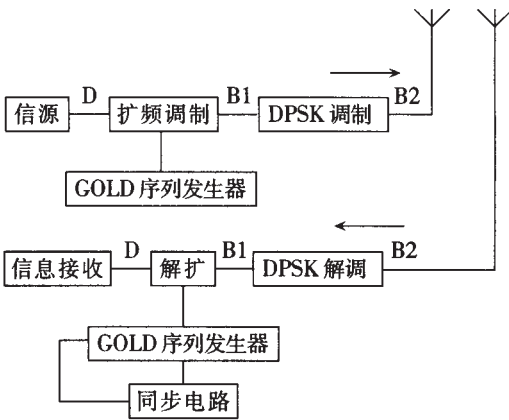 D B1 B2
信源 扩频调制 DPSK 调制
GOLD 序列发生器
D B1 B2
信息接收 解扩 DPSK 解调
GOLD 序列发生器
同步电路